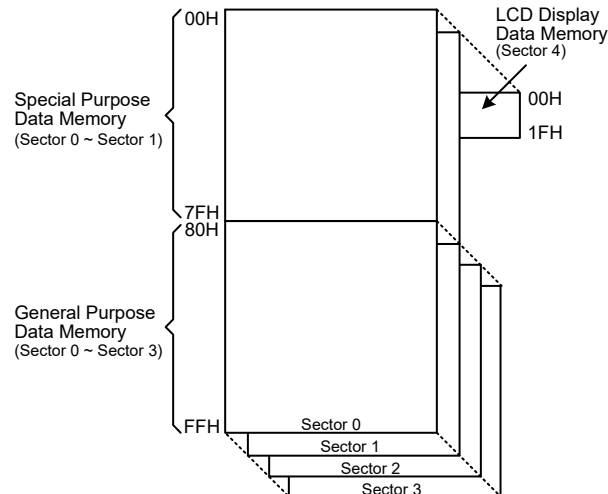 00H
LCD Display
Data Memory
(Sector 4)
00H
1FH
Special Purpose
Data Memory
(Sector 0 ~ Sector 1)
7FH
80H
General Purpose
Data Memory
(Sector 0 ~ Sector 3)
FFH
Sector 0
Sector 1
Sector 2
Sector 3